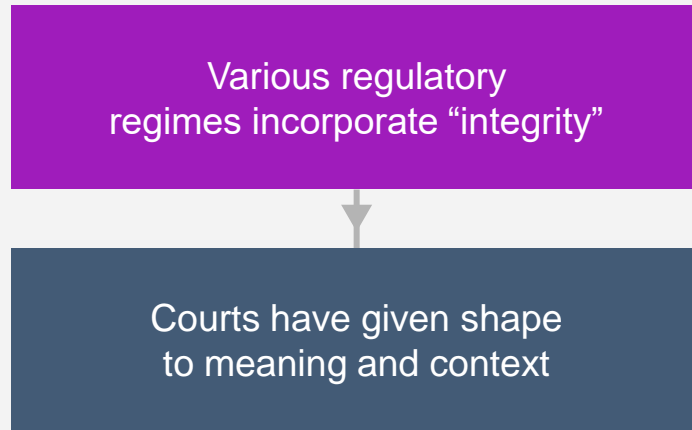 Various regulatory
regimes incorporate “integrity”
Courts have given shape
to meaning and context